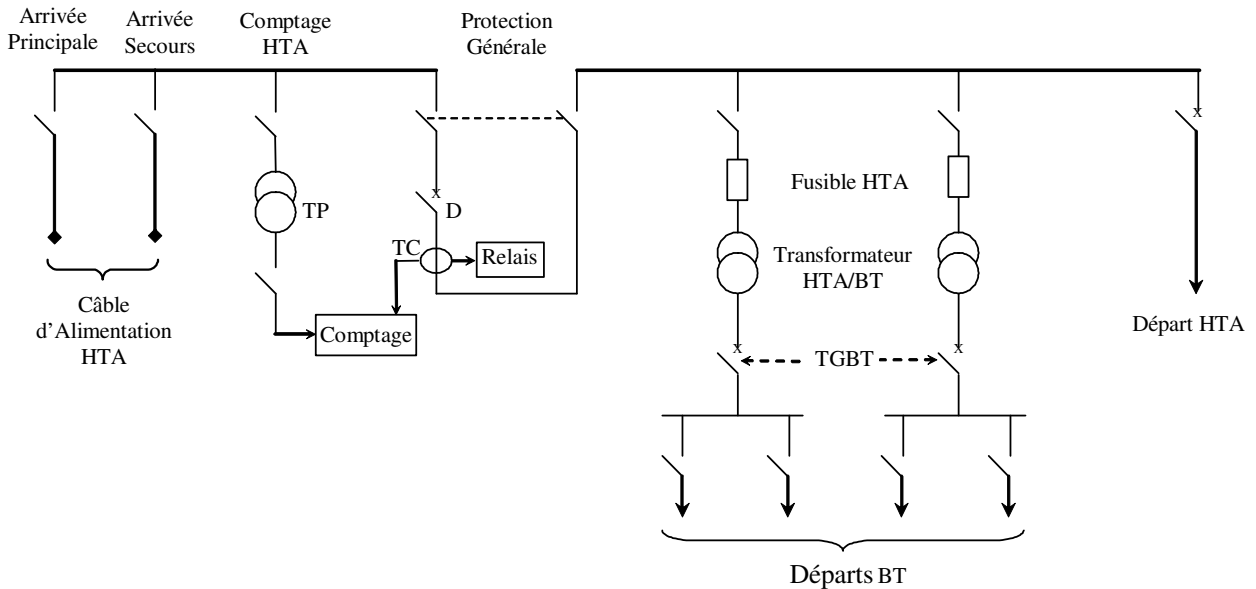 Arrivée
Principale
Arrivée
Secours
Comptage
HTA
Protection
Générale
TP
x
D
TC
Relais
Comptage
Câble
d’Alimentation
HTA
Fusible HTA
Transformateur
HTA/BT
x
Départ HTA
x
TGBT
x
Départs BT